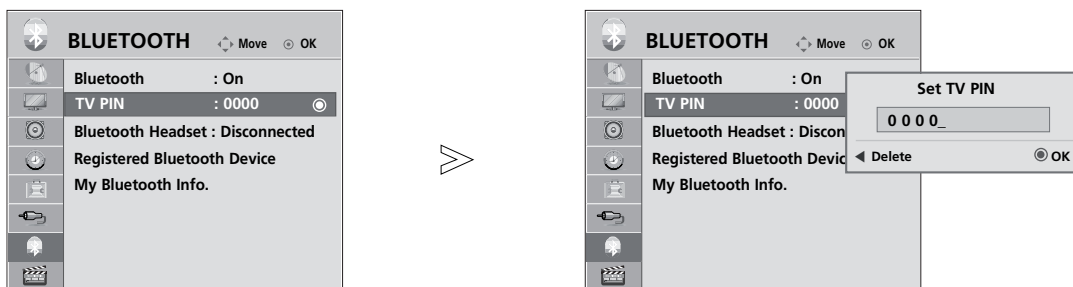 BLUETOOTH Move OK
Bluetooth : On
TV PIN : 0000
Bluetooth Headset : Disconnected
Registered Bluetooth Device
My Bluetooth Info.
BLUETOOTH Move OK
Bluetooth : On
TV PIN : 0000
Bluetooth Headset : Discon
Registered Bluetooth Devic
My Bluetooth Info.
Set TV PIN
0 0 0 0_
Delete OK